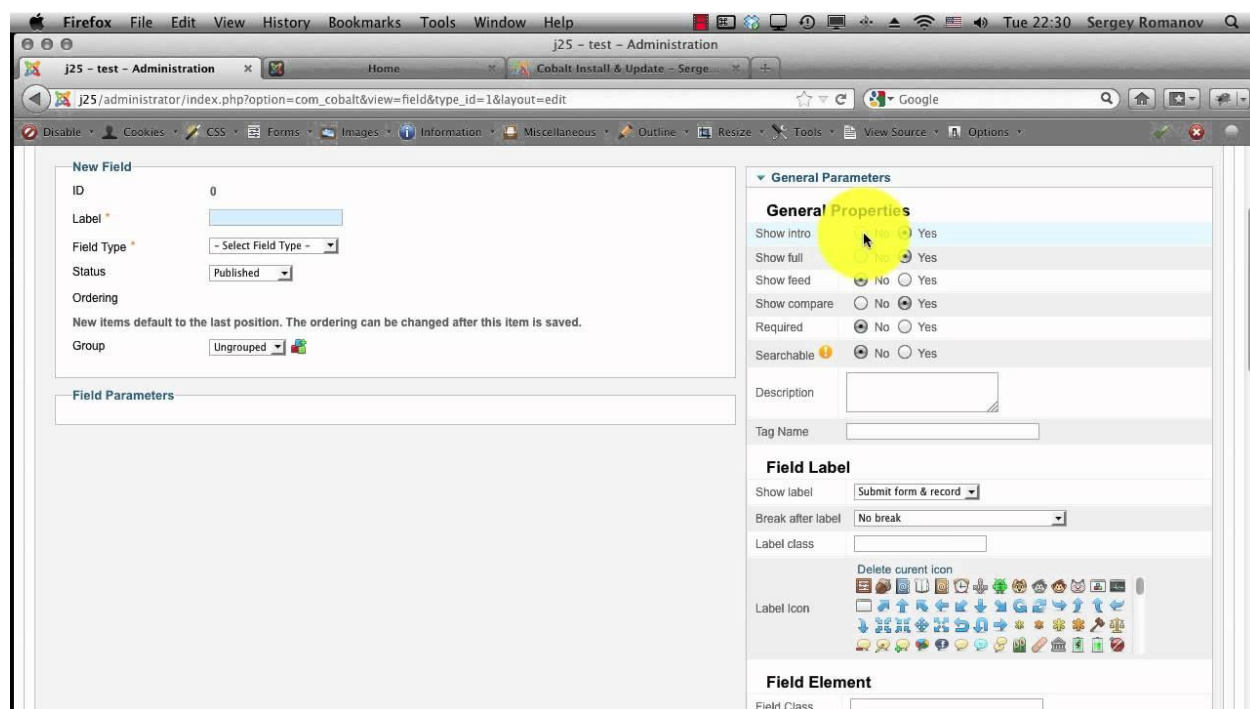 Firefox File Edit View History Bookmarks Tools Window Help Tue 22:30 Sergey Romanov
j25 – test – Administration
j25 – test – Administration Home Cobalt Install & Update – Serge...
j25/administrator/index.php?option=com_cobalt&view=field&type_id=1&layout=edit Google
Disable Cookies CSS Forms Images Information Miscellaneous Outline Resize Tools View Source Options
New Field
ID 0
Label *
Field Type * – Select Field Type –
Status Published
Ordering
New items default to the last position. The ordering can be changed after this item is saved.
Group Ungrouped
Field Parameters
General Parameters
General Properties
Show intro No Yes
Show full No Yes
Show feed No Yes
Show compare No Yes
Required No Yes
Searchable No Yes
Description
Tag Name
Field Label
Show label Submit form & record
Break after label No break
Label class
Delete curent icon
Label Icon
Field Element
Field Class